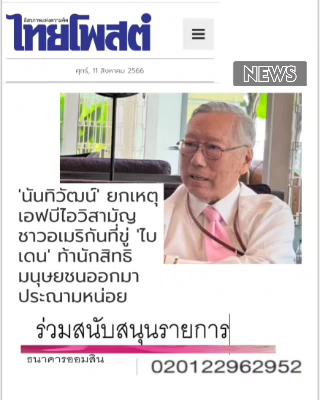 อิสรภาพแห่งความคิด
ไทยโพสต์
ศุกร์, 11 สิงหาคม 2566
NEWS
'นันทิวัฒน์' ยกเหตุ
เอฟบีไอวิสามัญ
ชาวอเมริกันที่ขู่ 'ไบ
เดน' ท้านักสิทธิ
มนุษยชนออกมา
ประณามหน่อย
ร่วมสนับสนุนรายการ
ธนาคารออมสิน
020122962952